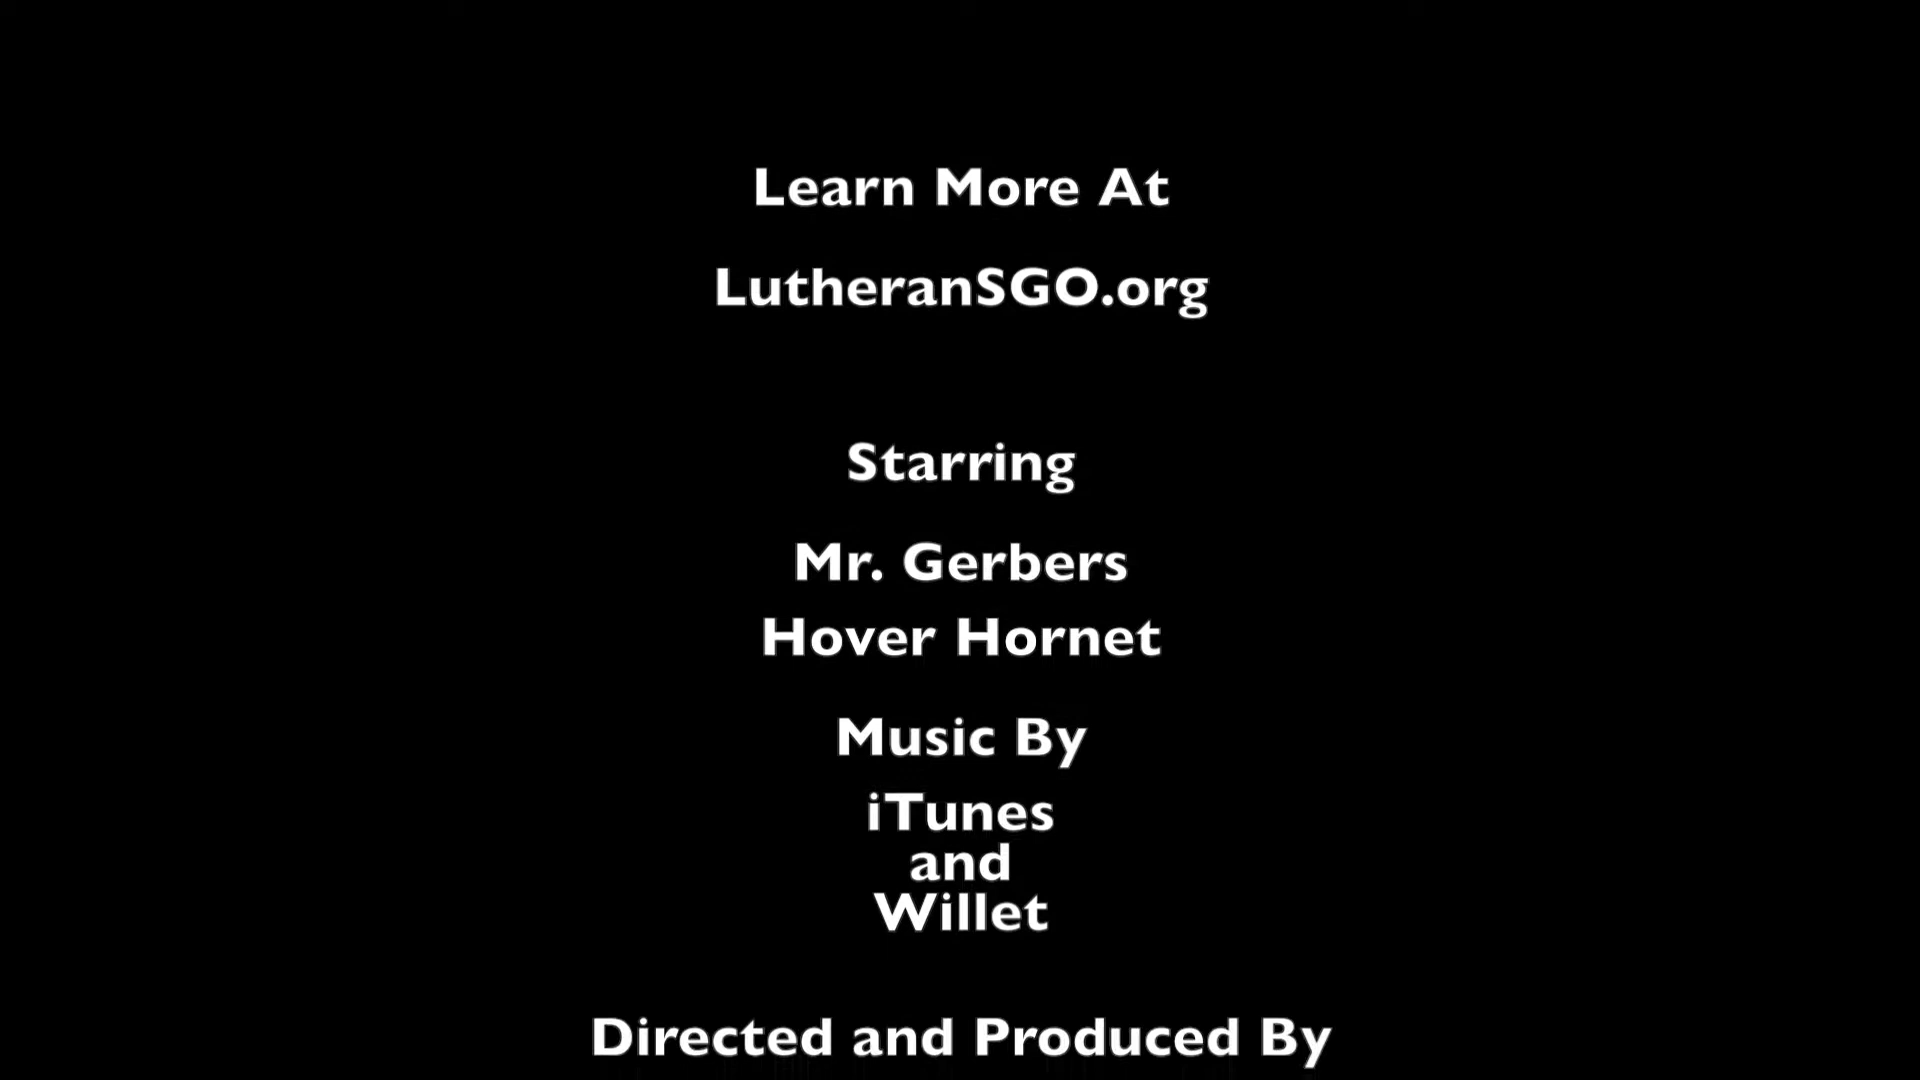 Learn More At
LutheranSGO.org
Starring
Mr. Gerbers
Hover Hornet
Music By
iTunes
and
Willet
Directed and Produced By